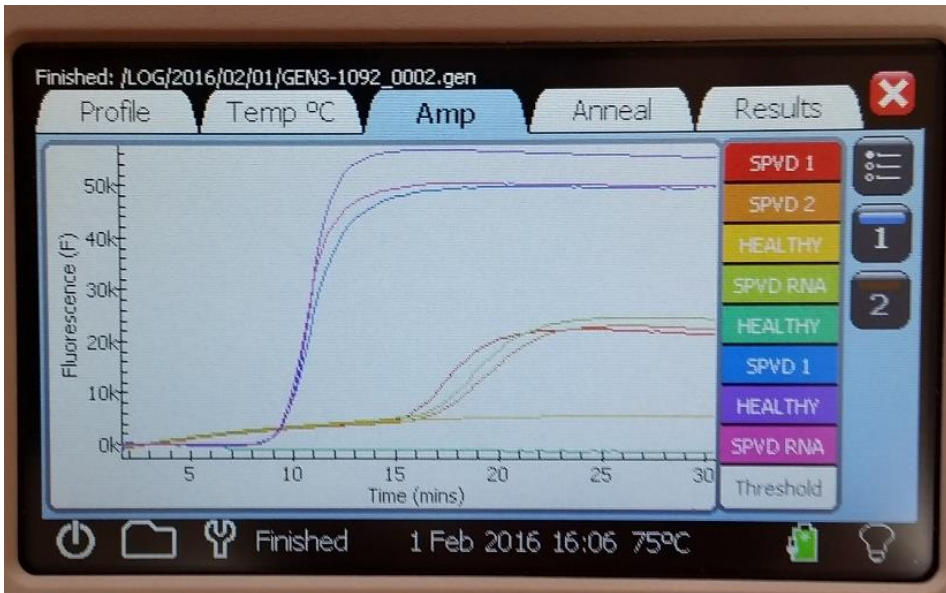 Finished: /LOG/2016/02/01/GEN3-1092_0002.gen
Profile
Temp ºC
Amp
Anneal
Results
Fluorescence (F)
50k
40k
30k
20k
10k
0k
5
10
15
20
25
30
Time (mins)
SPVD 1
SPVD 2
HEALTHY
SPVD RNA
HEALTHY
SPVD 1
HEALTHY
SPVD RNA
Threshold
1
2
Finished 1 Feb 2016 16:06 75ºC